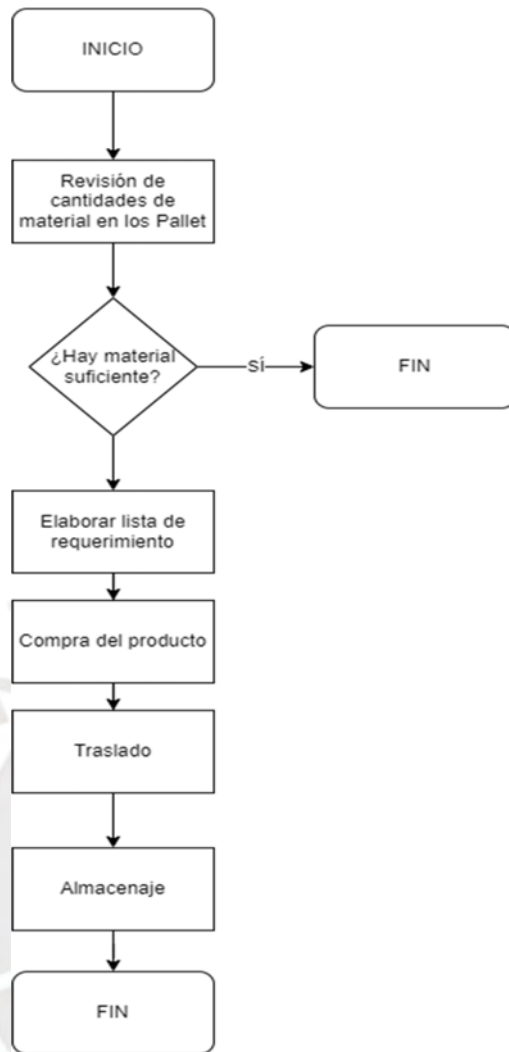 INICIO
Revisión de
cantidades de
material en los Pallet
¿Hay material
suficiente?
SÍ
FIN
Elaborar lista de
requerimiento
Compra del producto
Traslado
Almacenaje
FIN